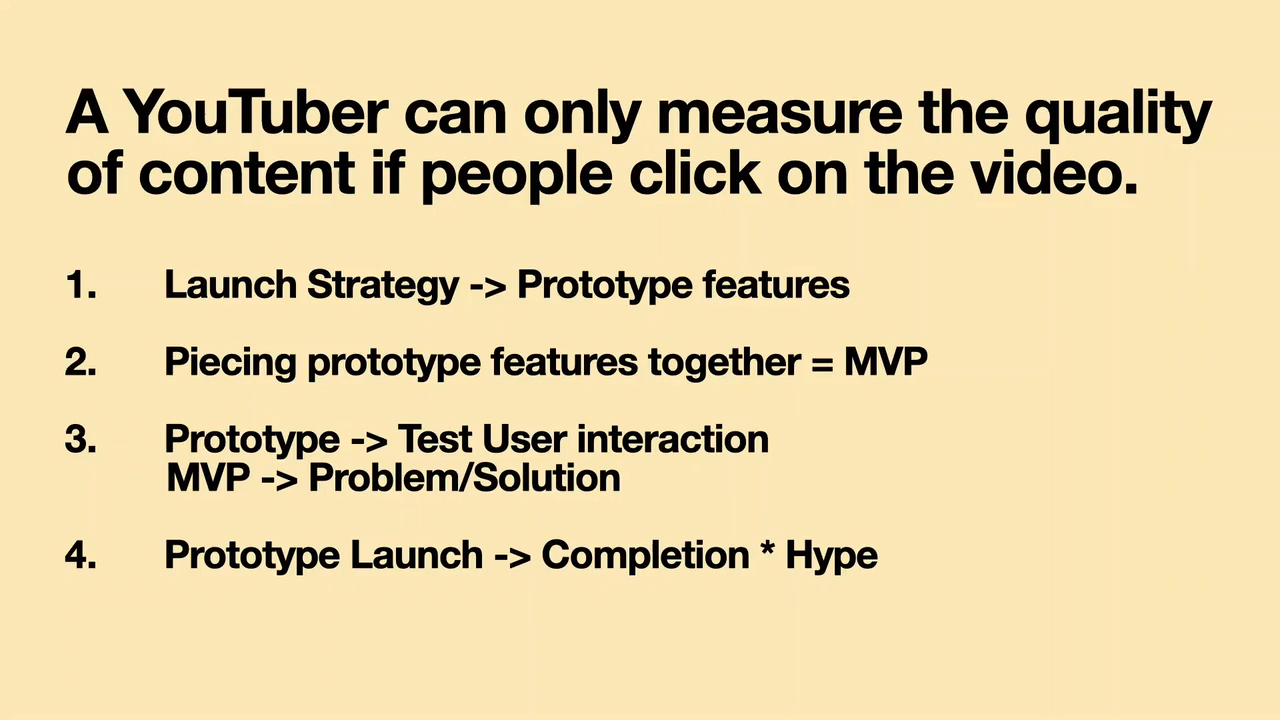 A YouTuber can only measure the quality
of content if people click on the video.
1. Launch Strategy -> Prototype features
2. Piecing prototype features together = MVP
3. Prototype -> Test User interaction
MVP -> Problem/Solution
4. Prototype Launch -> Completion * Hype